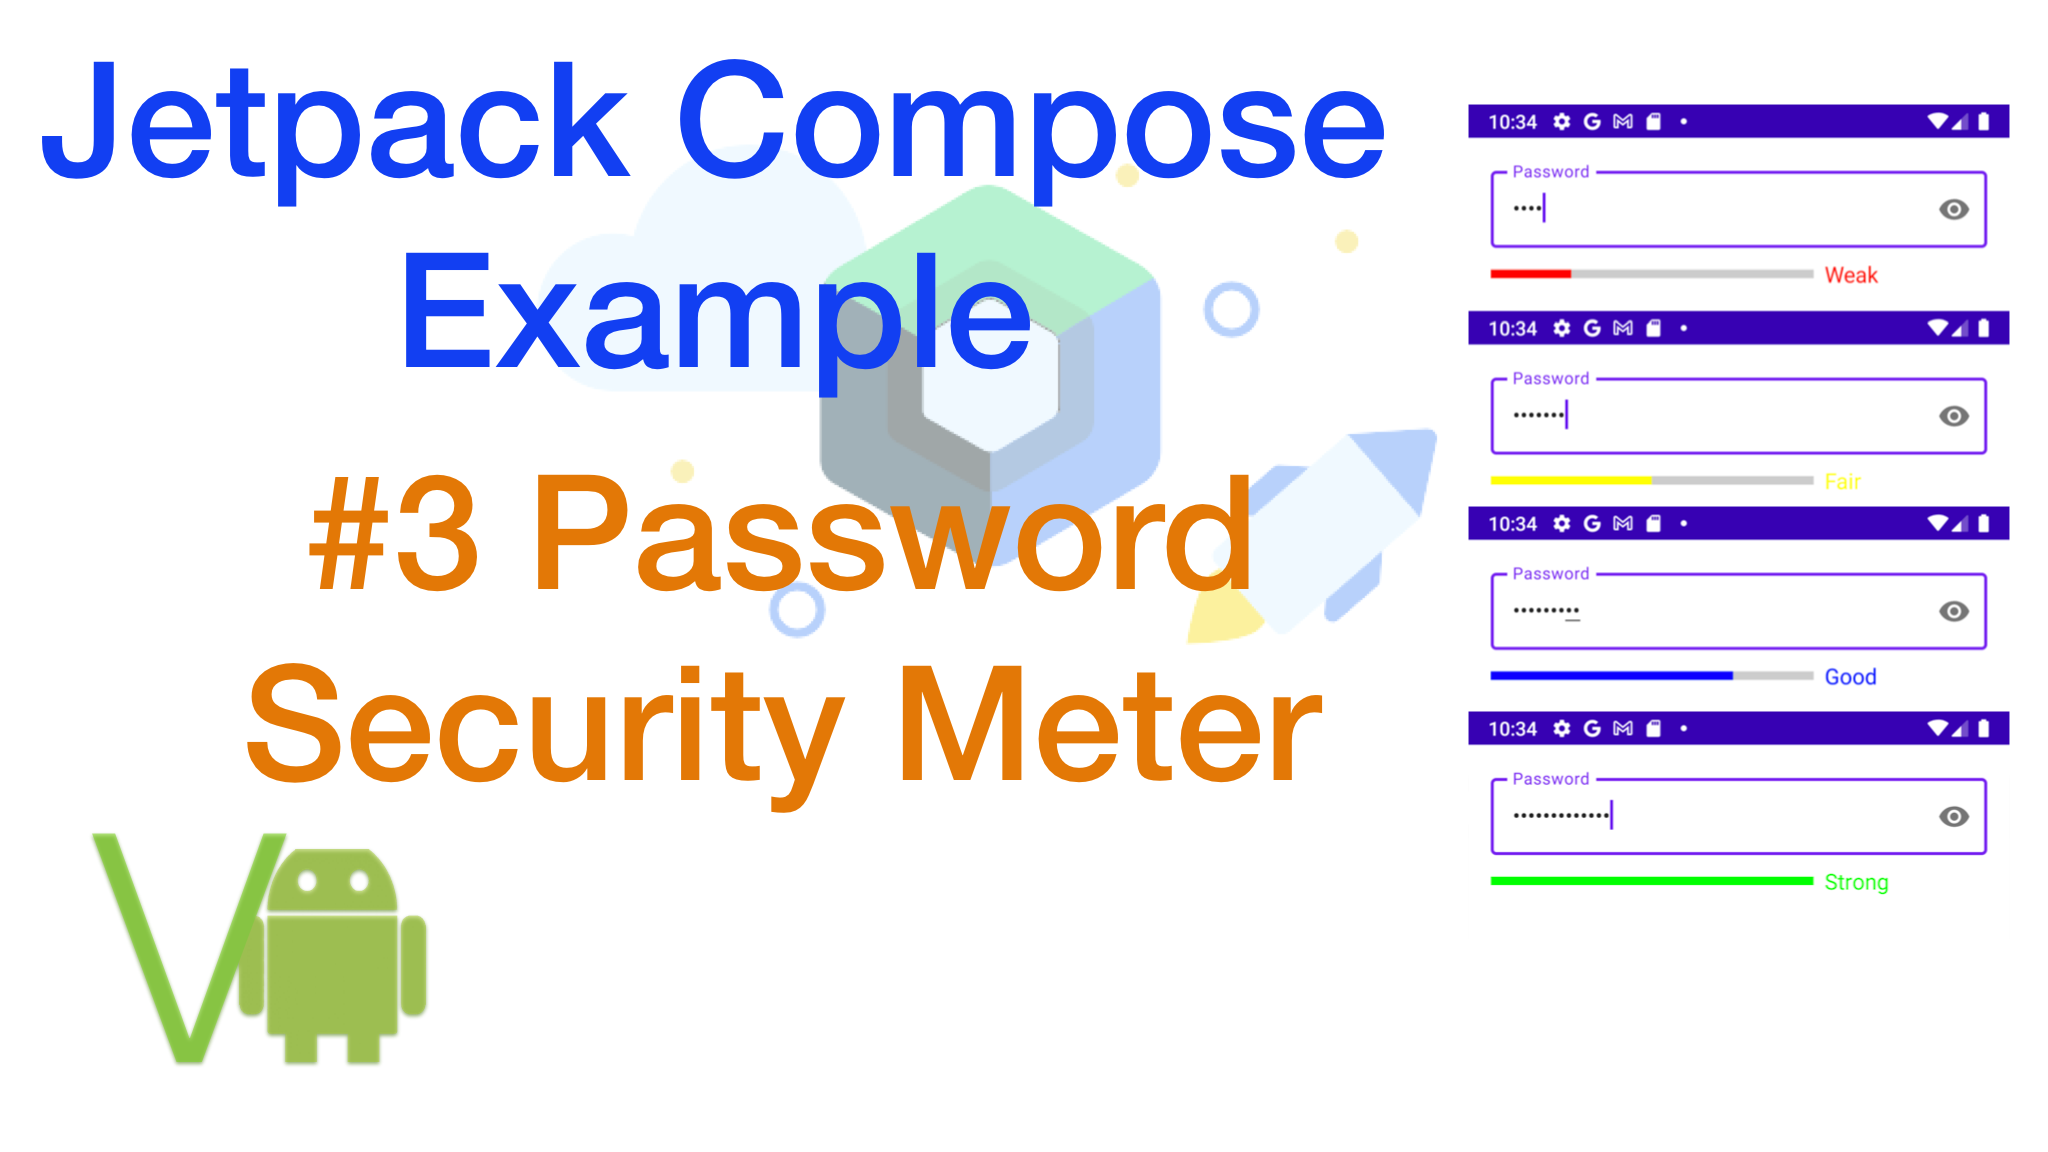 Jetpack Compose
Example
#3 Password
Security Meter
V
10:34
Password
••••
Weak
10:34
Password
•••••••
Fair
10:34
Password
•••••••••
Good
10:34
Password
•••••••••••••
Strong